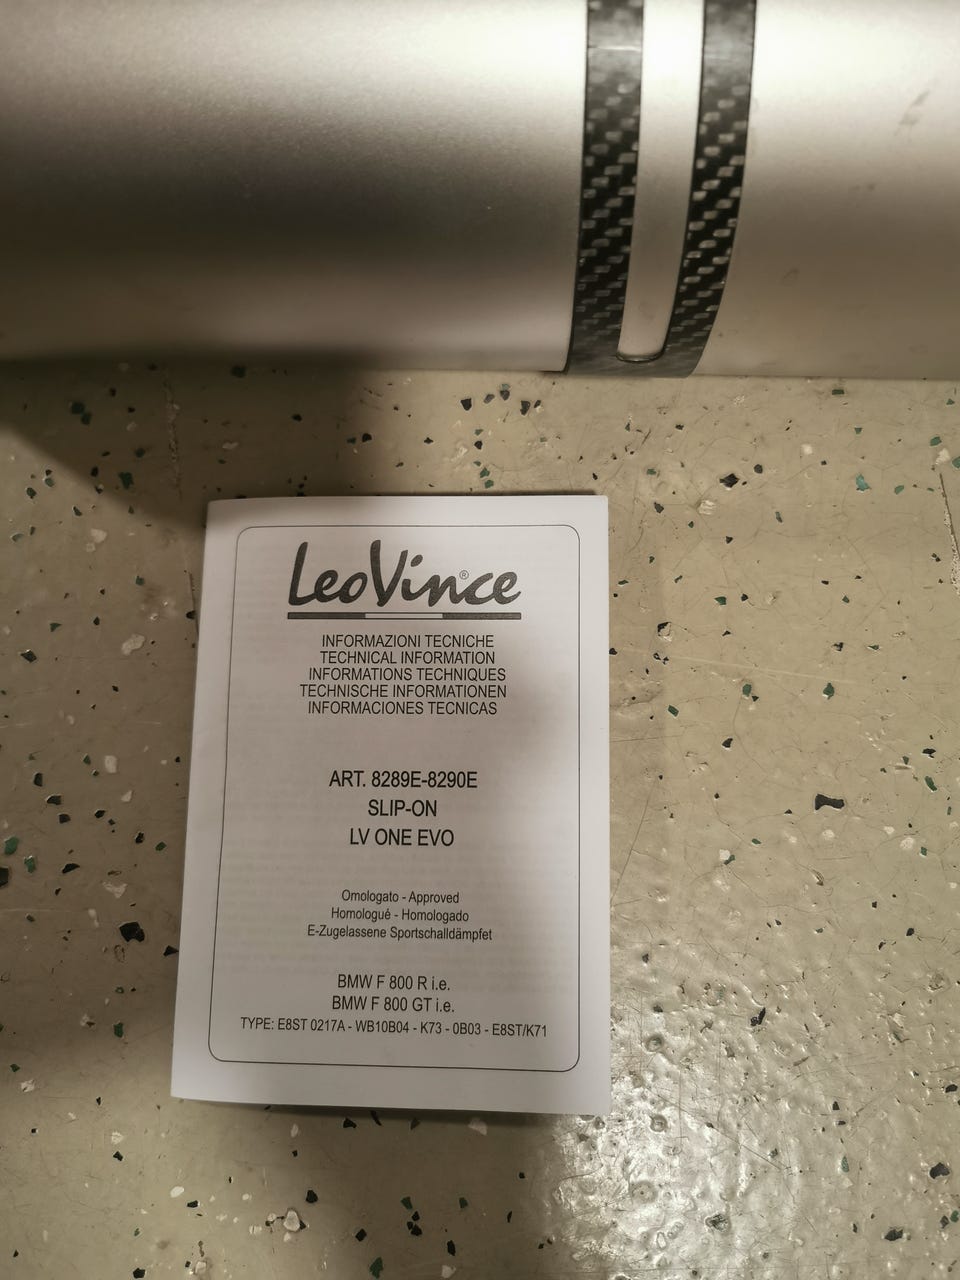 LeoVince®
INFORMAZIONI TECNICHE
TECHNICAL INFORMATION
INFORMATIONS TECHNIQUES
TECHNISCHE INFORMATIONEN
INFORMACIONES TECNICAS
ART. 8289E-8290E
SLIP-ON
LV ONE EVO
Omologato - Approved
Homologué - Homologado
E-Zugelassene Sportschalldämpfet
BMW F 800 R i.e.
BMW F 800 GT i.e.
TYPE: E8ST 0217A - WB10B04 - K73 - 0B03 - E8ST/K71